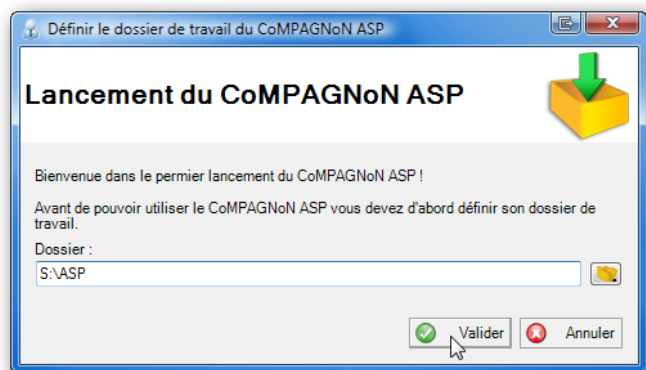 Définir le dossier de travail du CoMPAGNoN ASP
Lancement du CoMPAGNoN ASP
Bienvenue dans le permier lancement du CoMPAGNoN ASP !
Avant de pouvoir utiliser le CoMPAGNoN ASP vous devez d'abord définir son dossier de
travail.
Dossier :
S:\ASP
Valider
Annuler